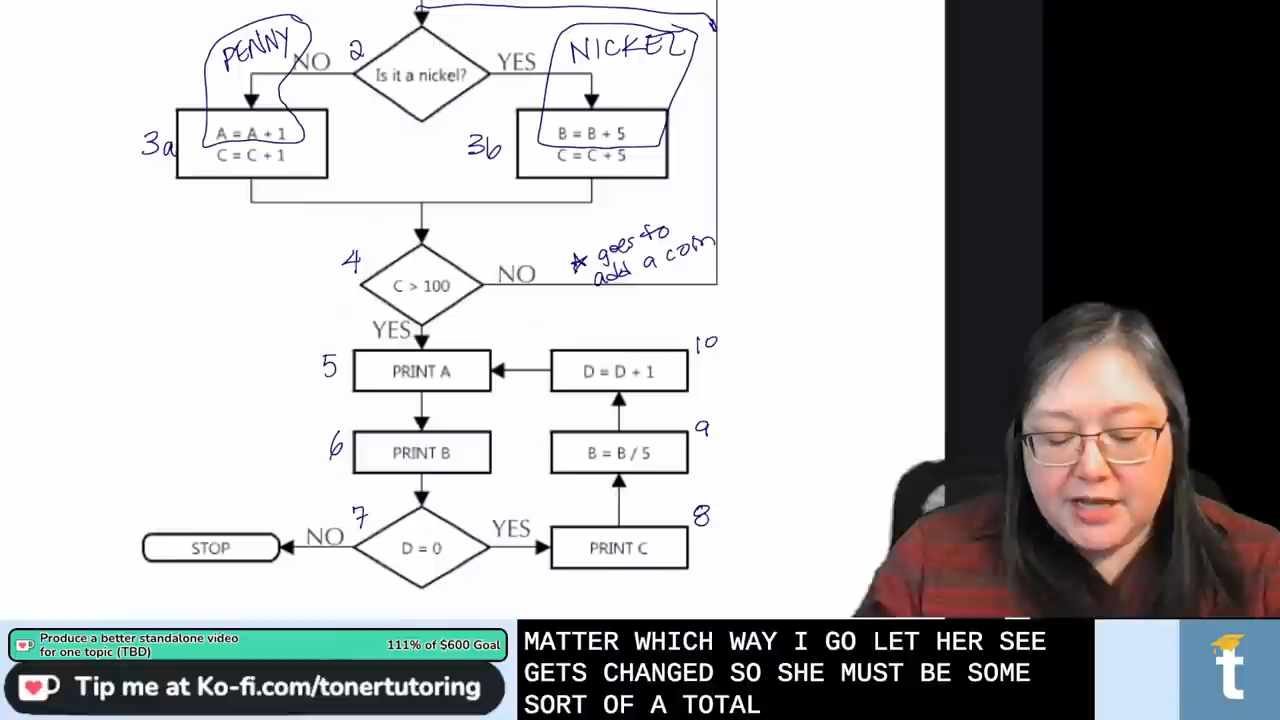 PENNY
NICKEL
2
NO
Is it a nickel?
YES
3a
A = A + 1
C = C + 1
3b
B = B + 5
C = C + 5
4
C > 100
NO
* goes to
add a coin
YES
5
PRINT A
10
D = D + 1
6
PRINT B
9
B = B / 5
7
8
STOP
NO
D = 0
YES
PRINT C
Produce a better standalone video
for one topic (TBD)
111% of $600 Goal
Tip me at Ko-fi.com/tonertutoring
MATTER WHICH WAY I GO LET HER SEE
GETS CHANGED SO SHE MUST BE SOME
SORT OF A TOTAL
t